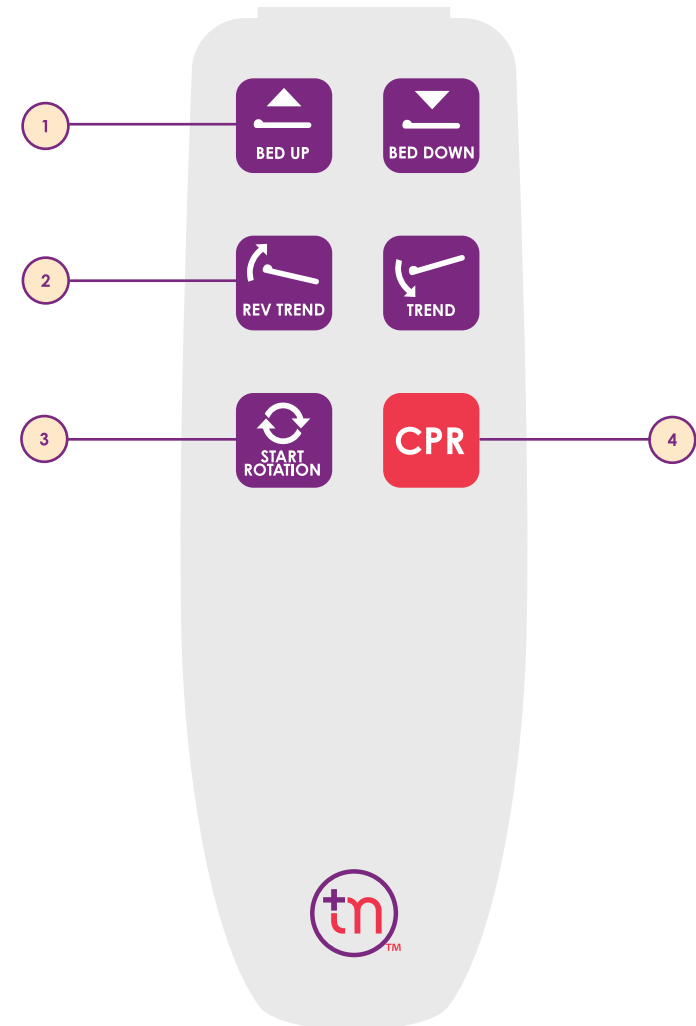 1
BED UP
BED DOWN
2
REV TREND
TREND
3
START
ROTATION
CPR
4
tn
TM